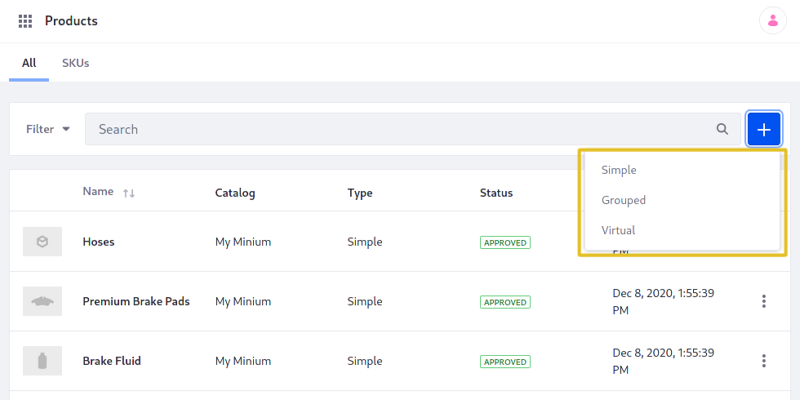 Products
All SKUs
Filter Search
Simple
Grouped
Virtual
Name Catalog Type Status
Hoses My Minium Simple APPROVED
PM
Premium Brake Pads My Minium Simple APPROVED Dec 8, 2020, 1:55:39
PM
Brake Fluid My Minium Simple APPROVED Dec 8, 2020, 1:55:39
PM